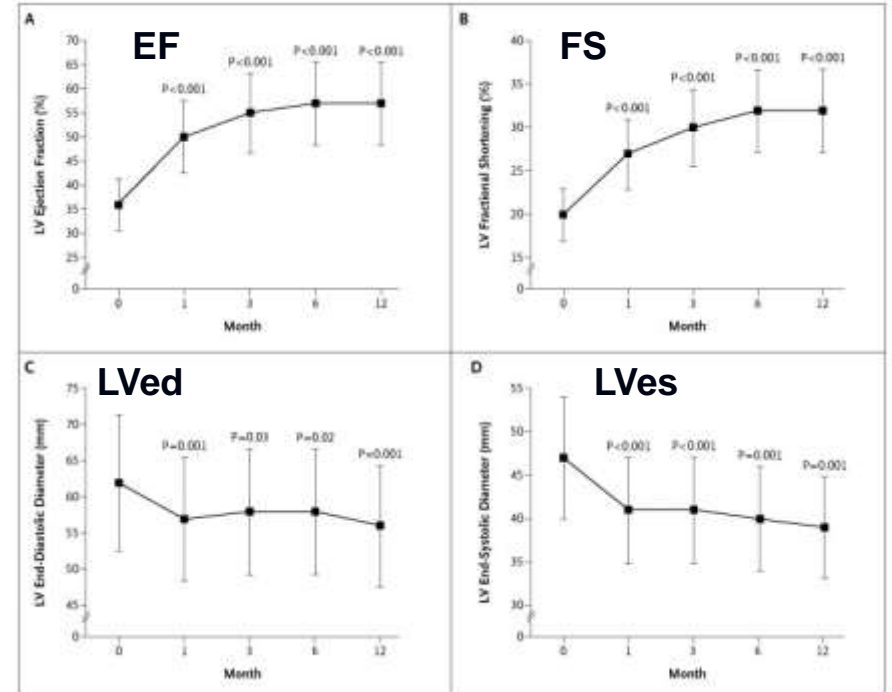 A
EF
70
65
60
55
50
45
40
35
30
25
0
LV Ejection Fraction (%)
P<0.001
P<0.001
P<0.001
P<0.001
0 1 3 6 12
Month
B
FS
40
35
30
25
20
15
0
LV Fractional Shortening (%)
P<0.001
P<0.001
P<0.001
P<0.001
0 1 3 6 12
Month
C
LVed
75
70
65
60
55
50
45
0
LV End-Diastolic Diameter (mm)
P=0.001
P=0.03
P=0.02
P=0.001
0 1 3 6 12
Month
D
LVes
55
50
45
40
35
30
0
LV End-Systolic Diameter (mm)
P<0.001
P<0.001
P=0.001
P=0.001
0 1 3 6 12
Month